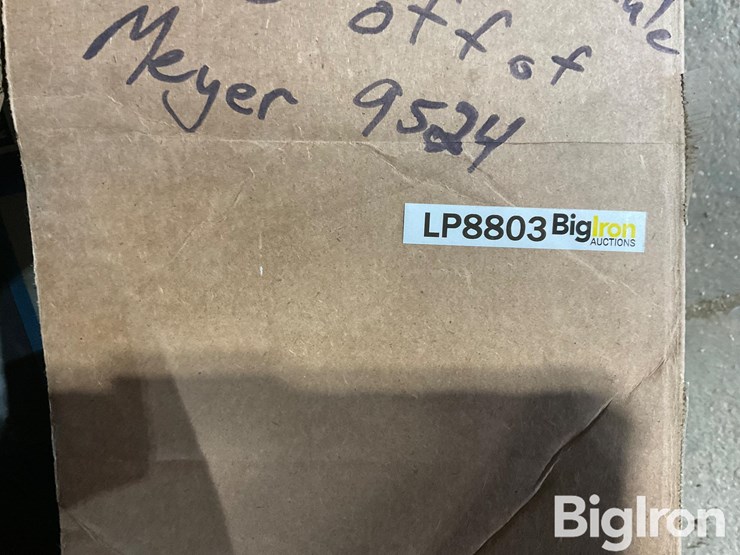 off of
Meyer 9524
LP8803 BigIron
AUCTIONS
BigIron